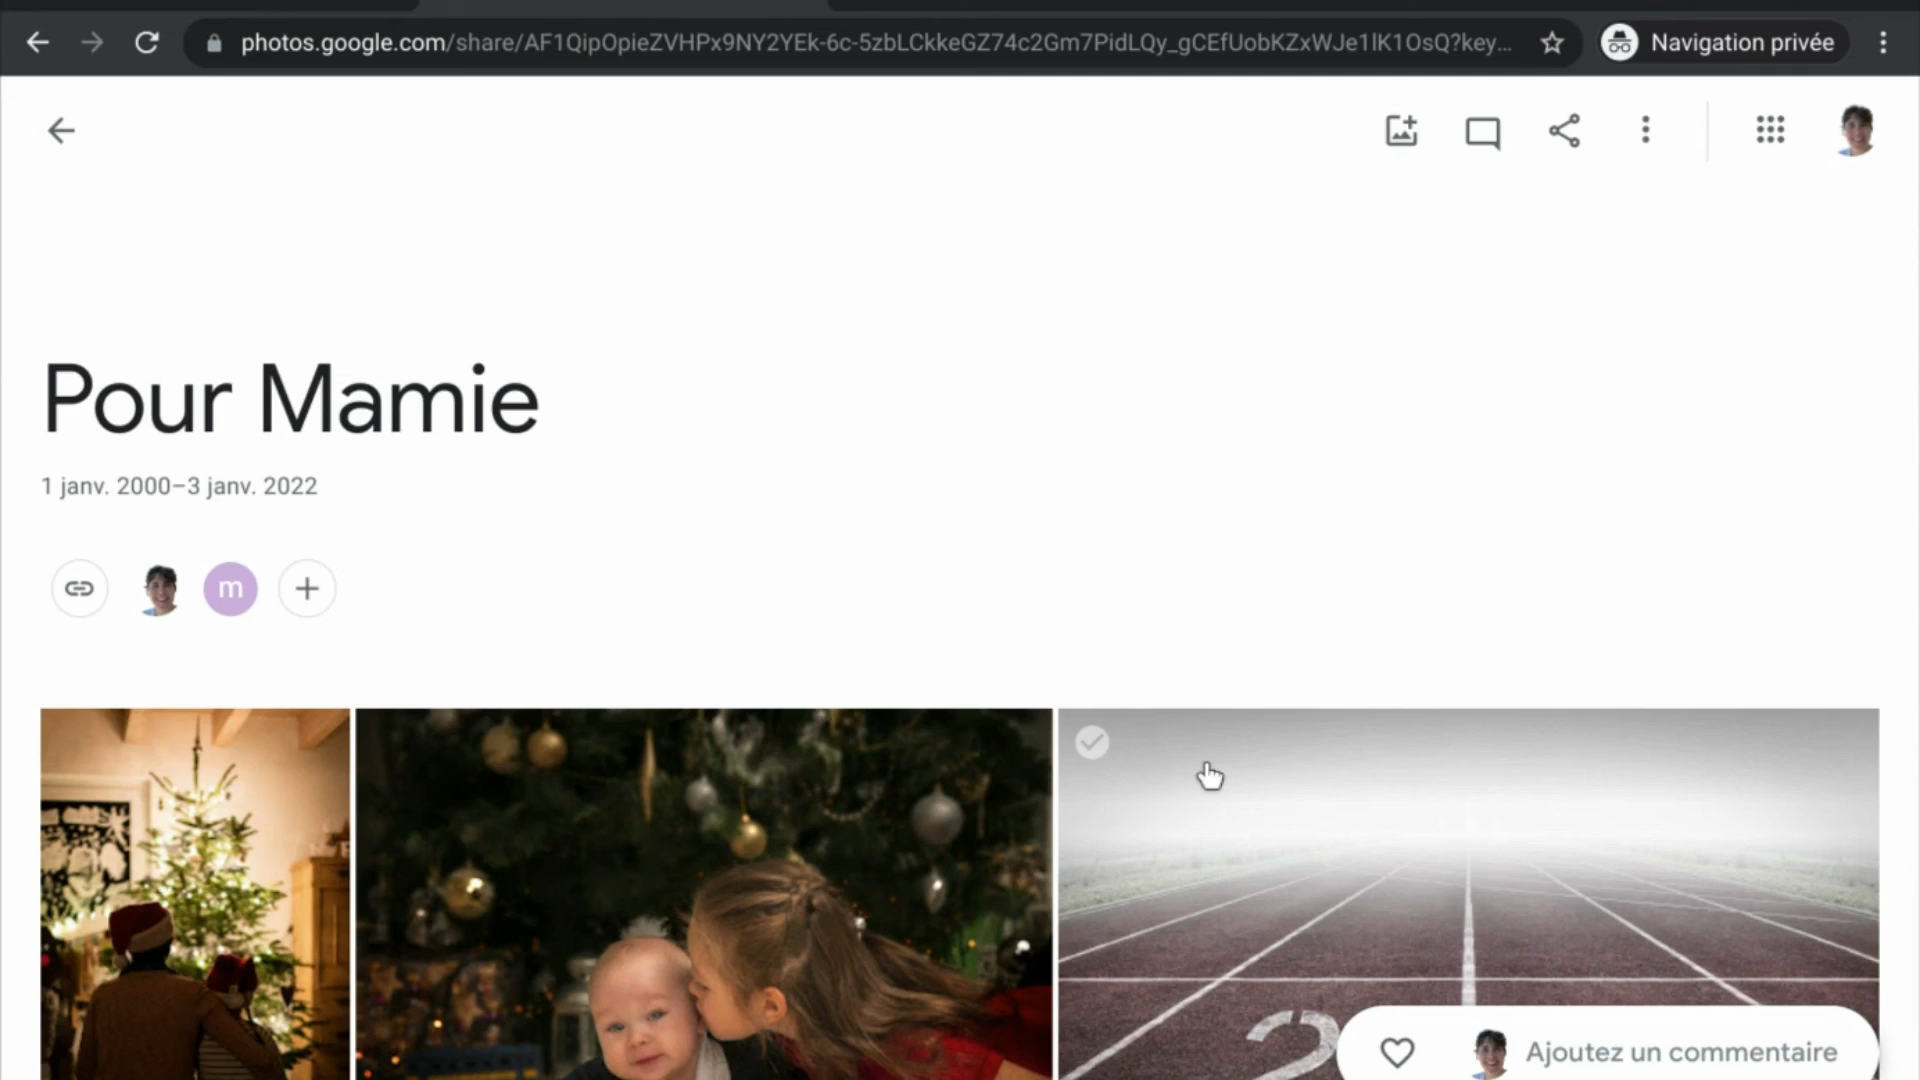 photos.google.com/share/AF1QipOpieZVHPx9NY2YEk-6c-5zbLCkkeGZ74c2Gm7PidLQy_gCEfUobKZxWJe1lK1OsQ?key...
Navigation privée
Pour Mamie
1 janv. 2000–3 janv. 2022
m
2
Ajoutez un commentaire